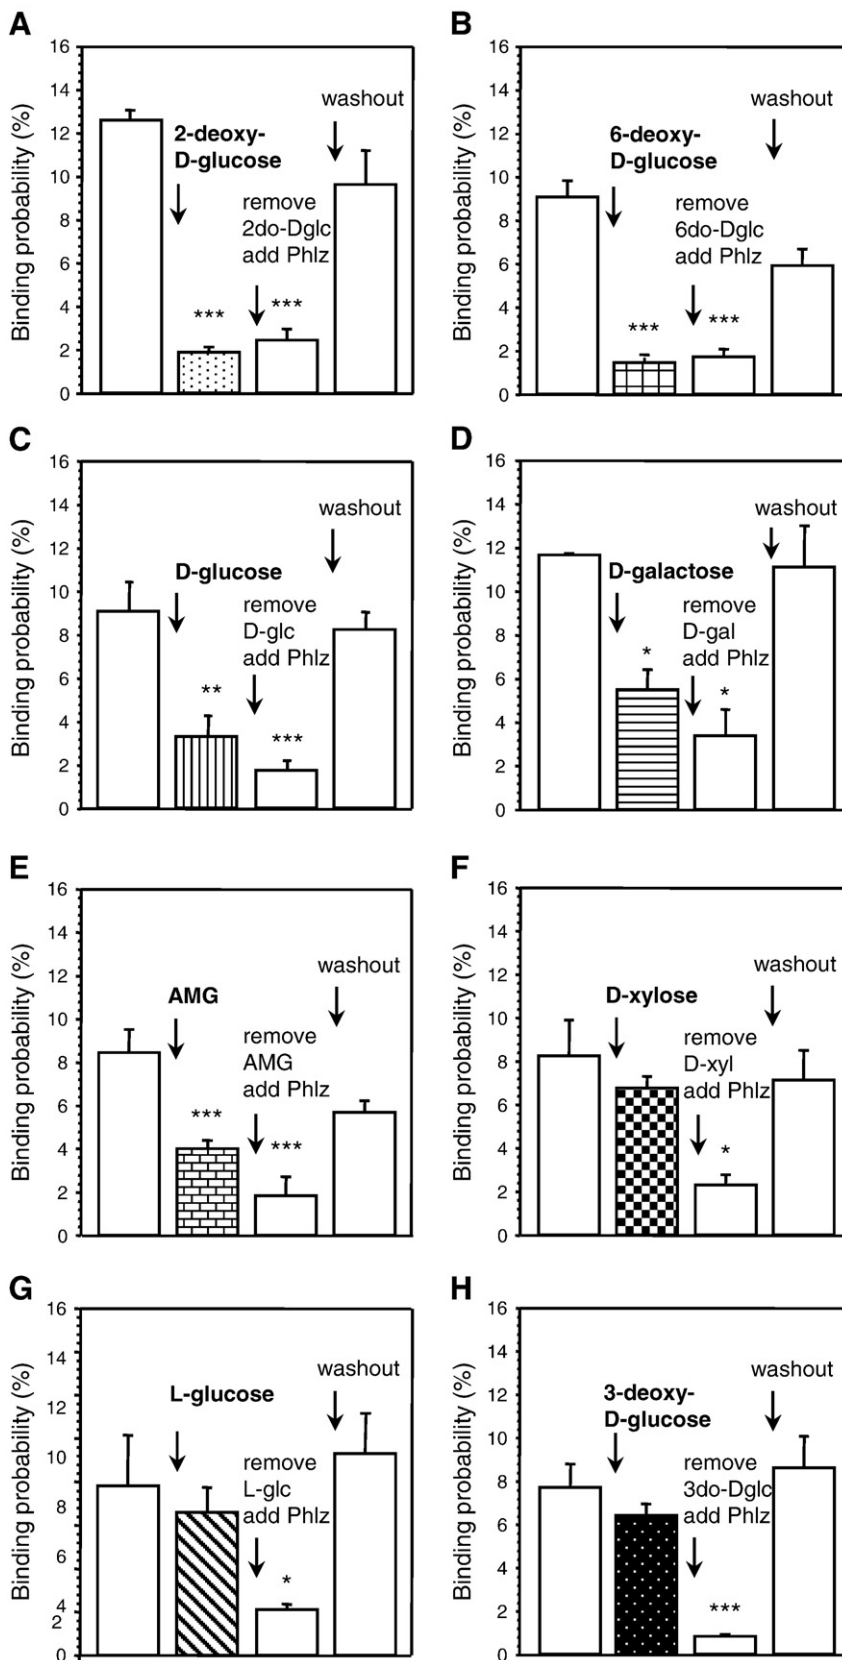 A
Binding probability (%)
16
14
12
10
8
6
4
2
0
2-deoxy-
D-glucose
***
remove
2do-Dglc
add Phlz
***
washout
B
Binding probability (%)
16
14
12
10
8
6
4
2
0
6-deoxy-
D-glucose
***
remove
6do-Dglc
add Phlz
***
washout
C
Binding probability (%)
16
14
12
10
8
6
4
2
0
D-glucose
**
remove
D-glc
add Phlz
***
washout
D
Binding probability (%)
16
14
12
10
8
6
4
2
0
D-galactose
*
remove
D-gal
add Phlz
*
washout
E
Binding probability (%)
16
14
12
10
8
6
4
2
0
AMG
***
remove
AMG
add Phlz
***
washout
F
Binding probability (%)
16
14
12
10
8
6
4
2
0
D-xylose
remove
D-xyl
add Phlz
*
washout
G
Binding probability (%)
16
14
12
10
8
6
4
2
0
L-glucose
remove
L-glc
add Phlz
*
washout
H
Binding probability (%)
16
14
12
10
8
6
4
2
0
3-deoxy-
D-glucose
remove
3do-Dglc
add Phlz
***
washout